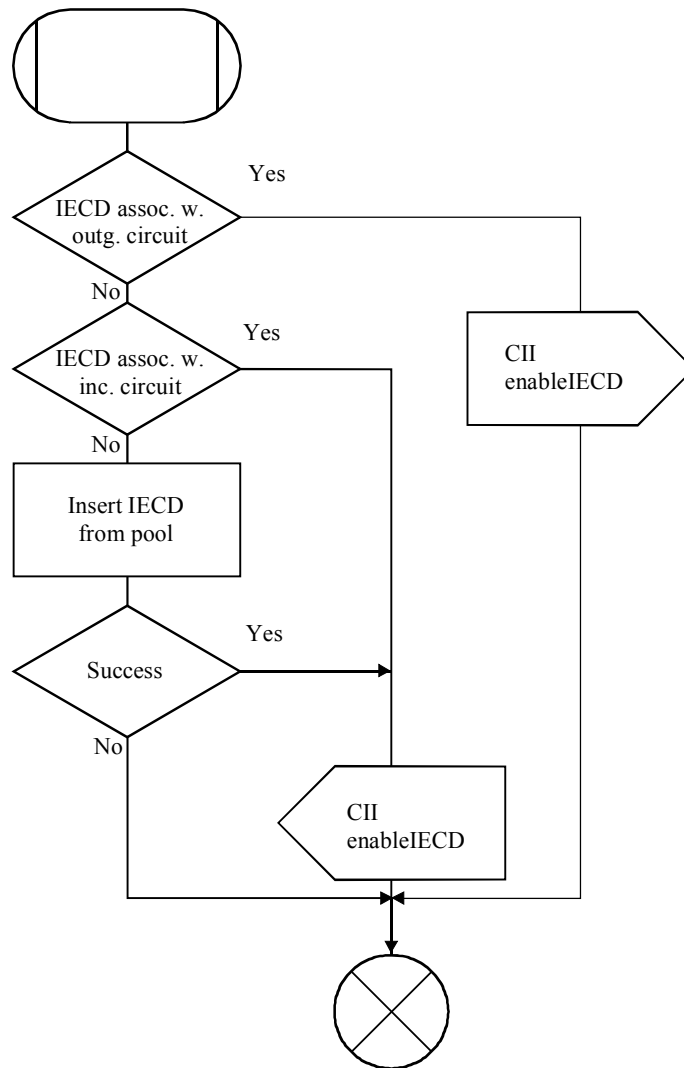 Yes
IECD assoc. w.
outg. circuit
No
Yes
IECD assoc. w.
inc. circuit
CII
enableIECD
No
Insert IECD
from pool
Yes
Success
No
CII
enableIECD